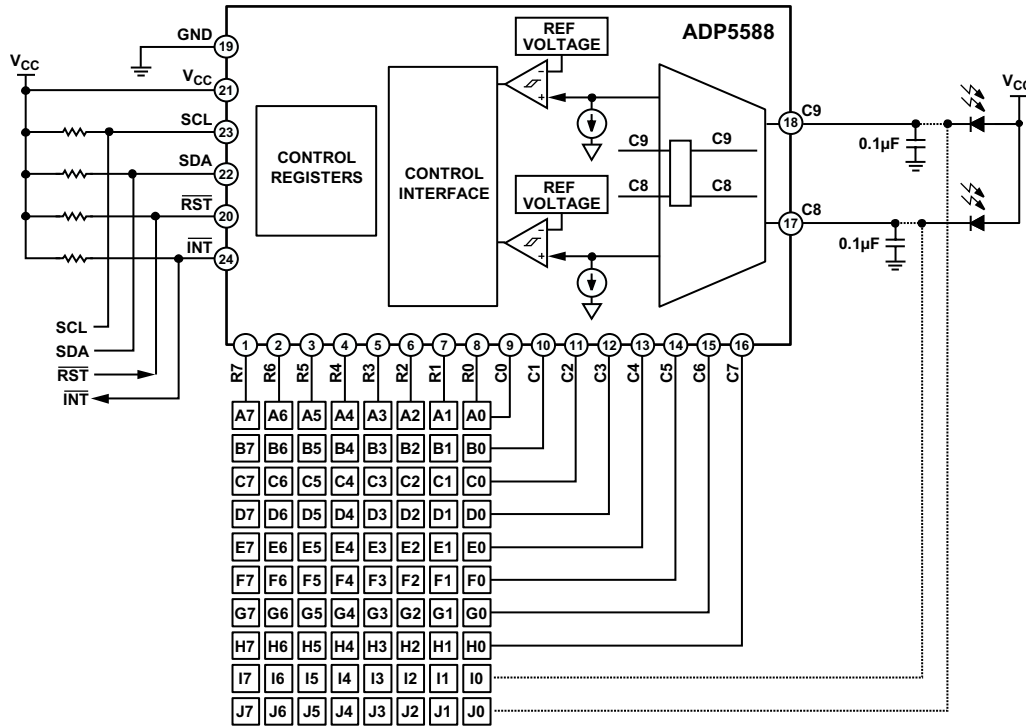 ADP5588
GND
19
VCC
VCC
21
SCL
23
SDA
22
RST
20
INT
24
SCL
SDA
RST
INT
CONTROL
REGISTERS
CONTROL
INTERFACE
REF
VOLTAGE
–
+
REF
VOLTAGE
–
+
C9
C9
C8
C8
18
C9
0.1µF
VCC
17
C8
0.1µF
1 2 3 4 5 6 7 8 9 10 11 12 13 14 15 16
R7 R6 R5 R4 R3 R2 R1 R0 C0 C1 C2 C3 C4 C5 C6 C7
A7 A6 A5 A4 A3 A2 A1 A0
B7 B6 B5 B4 B3 B2 B1 B0
C7 C6 C5 C4 C3 C2 C1 C0
D7 D6 D5 D4 D3 D2 D1 D0
E7 E6 E5 E4 E3 E2 E1 E0
F7 F6 F5 F4 F3 F2 F1 F0
G7 G6 G5 G4 G3 G2 G1 G0
H7 H6 H5 H4 H3 H2 H1 H0
I7 I6 I5 I4 I3 I2 I1 I0
J7 J6 J5 J4 J3 J2 J1 J0